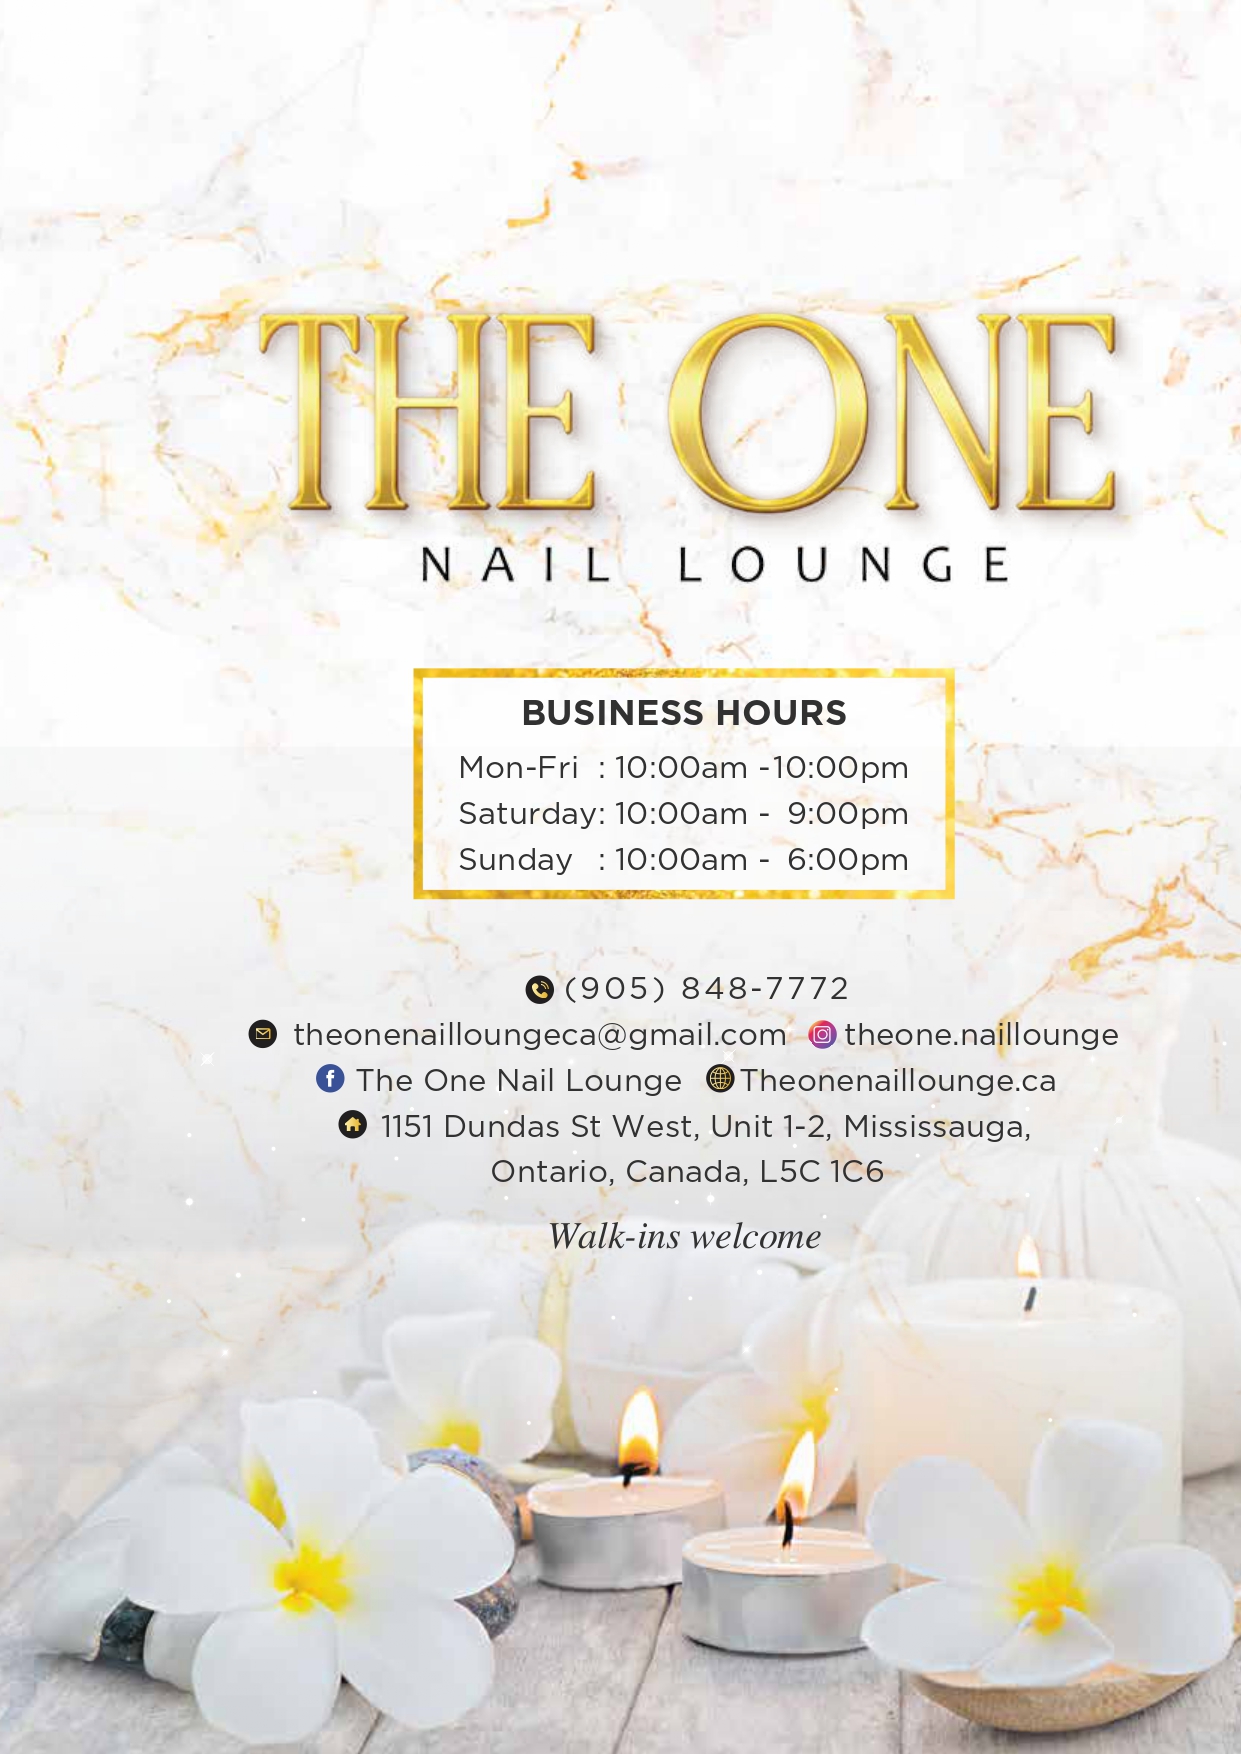 THE ONE
NAIL LOUNGE
BUSINESS HOURS
Mon-Fri : 10:00am -10:00pm
Saturday: 10:00am - 9:00pm
Sunday : 10:00am - 6:00pm
(905) 848-7772
theonenailloungeca@gmail.com theone.naillounge
The One Nail Lounge Theonenaillounge.ca
1151 Dundas St West, Unit 1-2, Mississauga,
Ontario, Canada, L5C 1C6
Walk-ins welcome